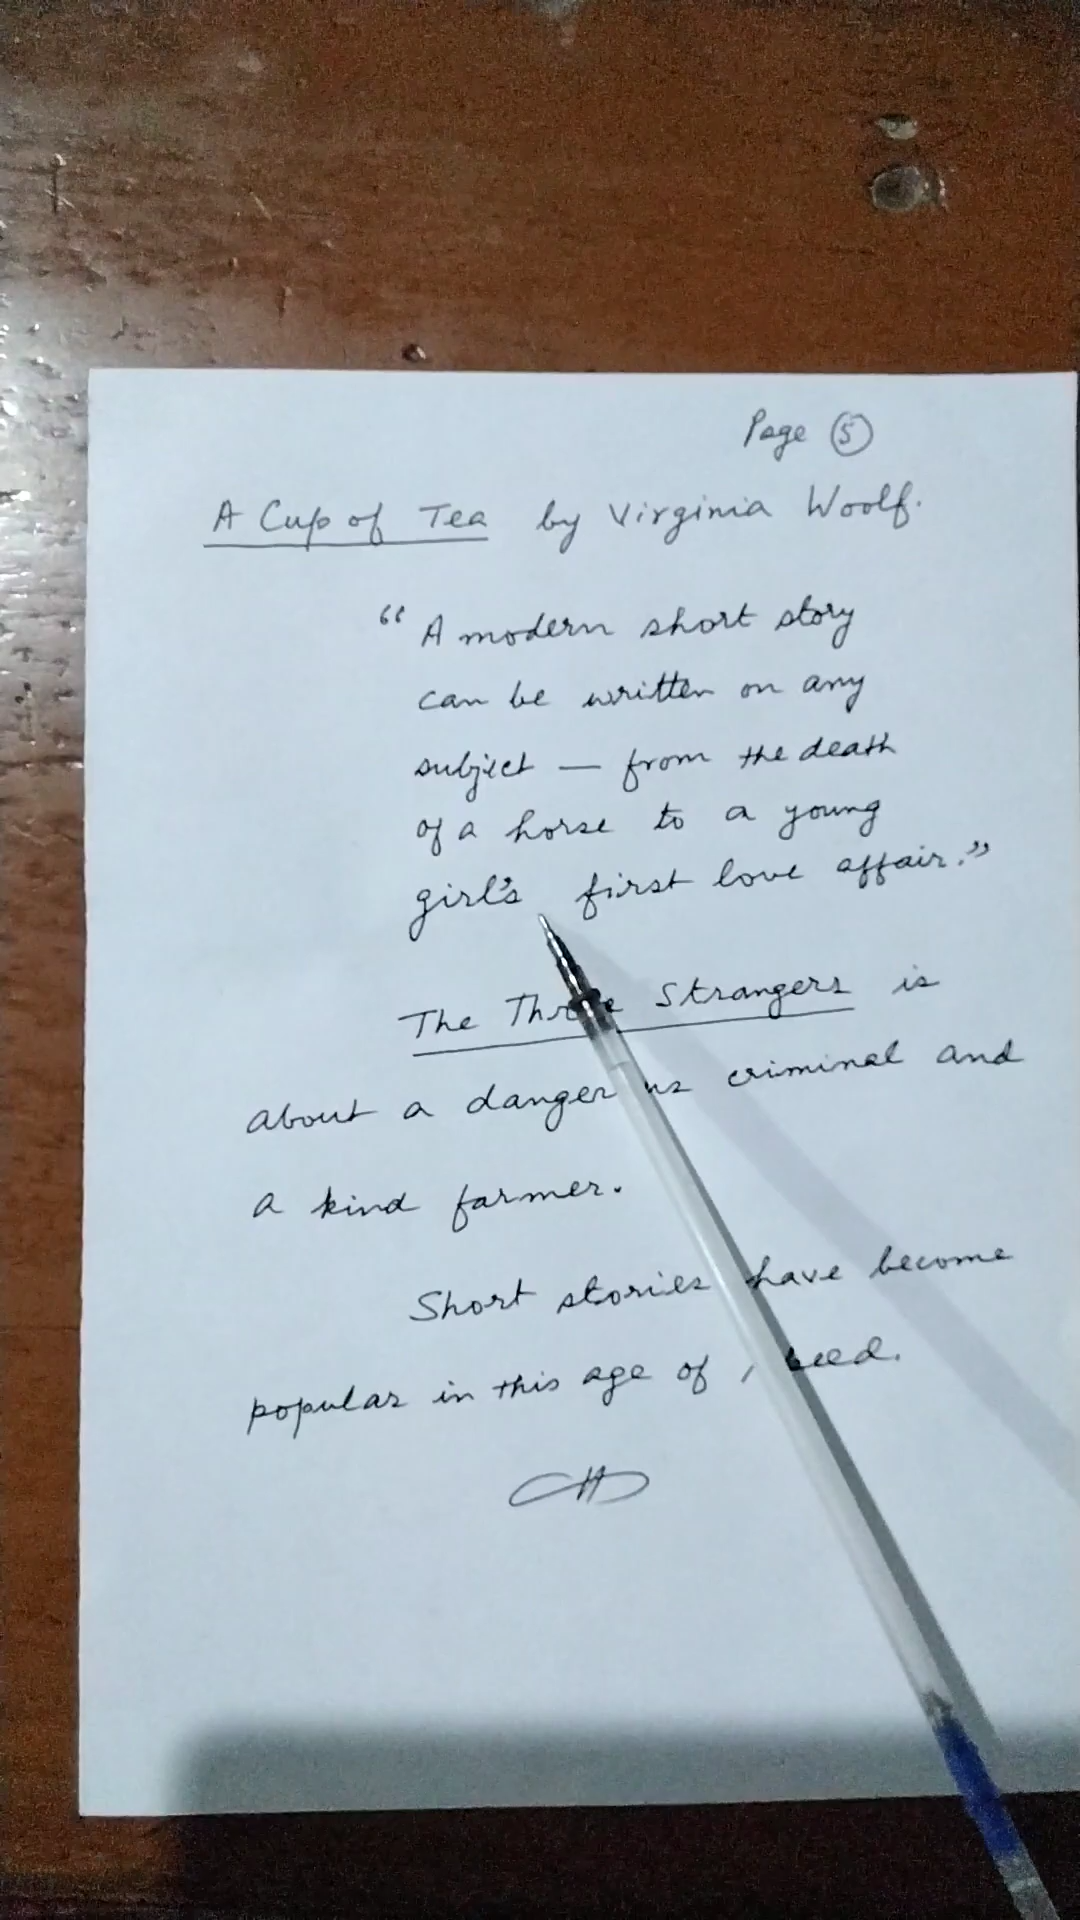 Page 5
A Cup of Tea by Virginia Woolf.
“A modern short story
can be written on any
subject — from the death
of a horse to a young
girl's first love affair.”
The Three Strangers is
about a dangerous criminal and
a kind farmer.
Short stories have become
popular in this age of